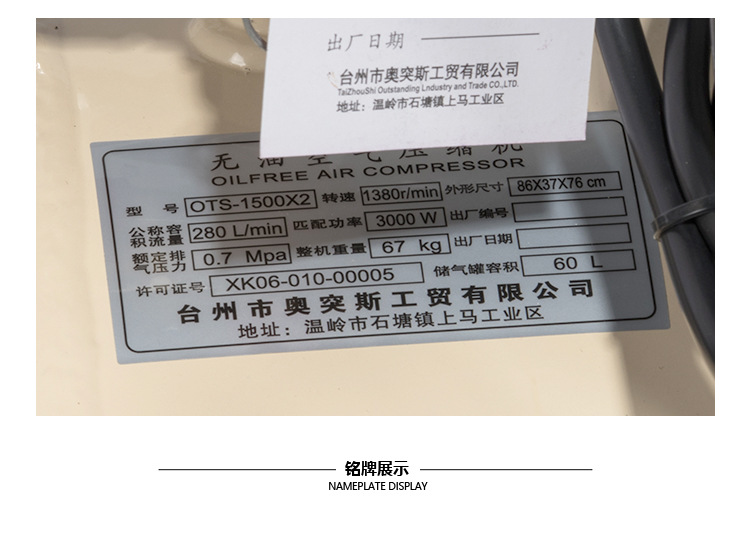 出厂日期
台州市奥突斯工贸有限公司
TaiZhouShi Outstanding Lndustry and Trade CO.,LTD.
地址: 温岭市石塘镇上马工业区
无油空气压缩机
OILFREE AIR COMPRESSOR
型 号 OTS-1500X2 转速 1380r/min 外形尺寸 86X37X76 cm
公称容积流量 280 L/min 匹配功率 3000 W 出厂编号
额定排气压力 0.7 Mpa 整机重量 67 kg 出厂日期
许可证号 XK06-010-00005 储气罐容积 60 L
台州市奥突斯工贸有限公司
地址: 温岭市石塘镇上马工业区
铭牌展示
NAMEPLATE DISPLAY